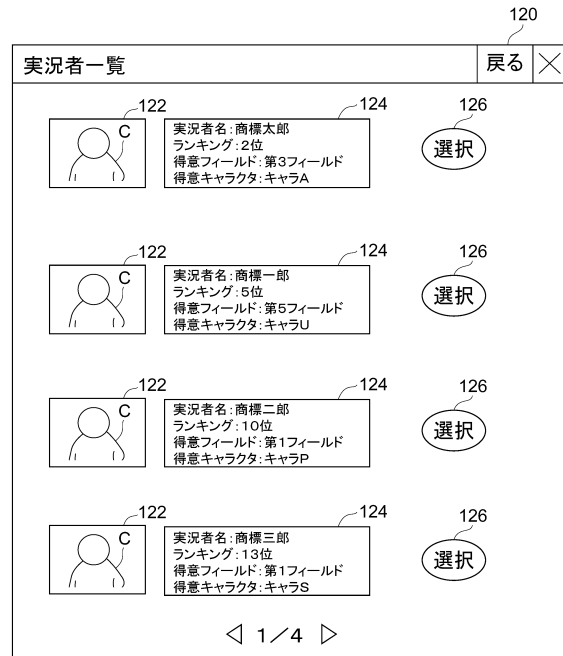 120
実況者一覧 戻る
122 124 126
C
実況者名:商標太郎
ランキング:2位
得意フィールド:第3フィールド
得意キャラクタ:キャラA
選択
122 124 126
C
実況者名:商標一郎
ランキング:5位
得意フィールド:第5フィールド
得意キャラクタ:キャラU
選択
122 124 126
C
実況者名:商標二郎
ランキング:10位
得意フィールド:第1フィールド
得意キャラクタ:キャラP
選択
122 124 126
C
実況者名:商標三郎
ランキング:13位
得意フィールド:第1フィールド
得意キャラクタ:キャラS
選択
1/4